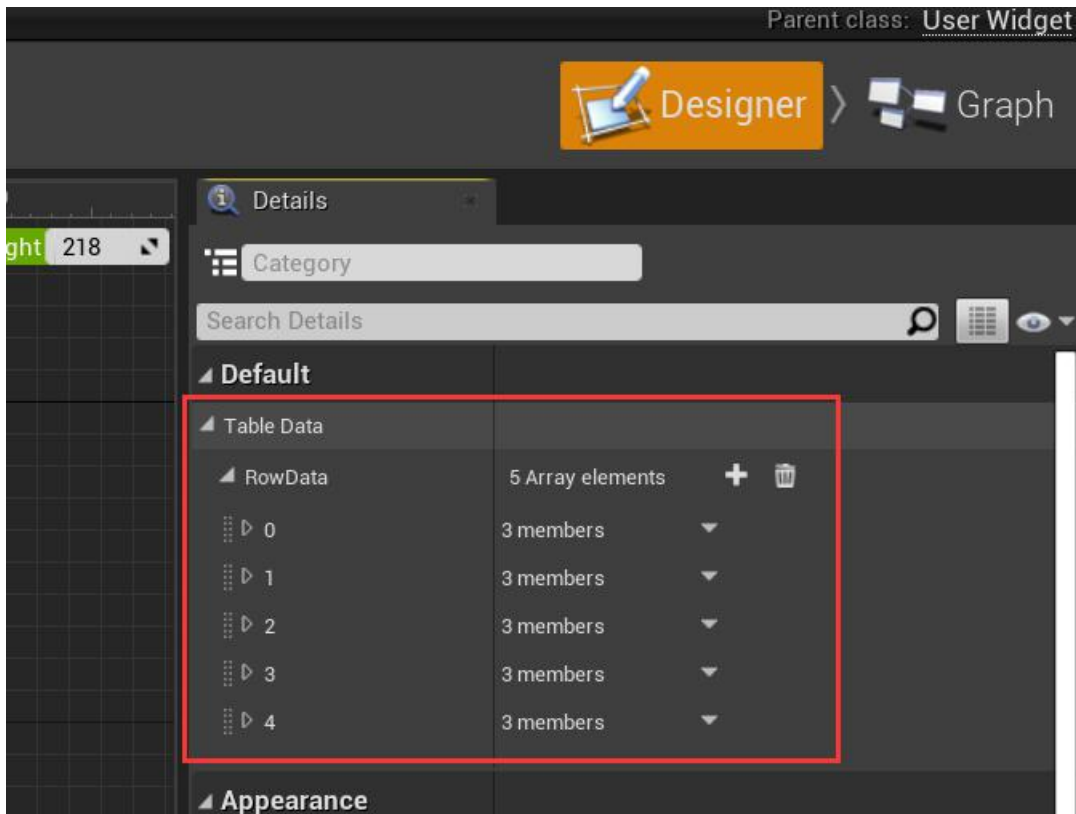 Parent class: User Widget
Designer
Graph
Details
ght 218
Category
Search Details
Default
Table Data
RowData 5 Array elements
0 3 members
1 3 members
2 3 members
3 3 members
4 3 members
Appearance